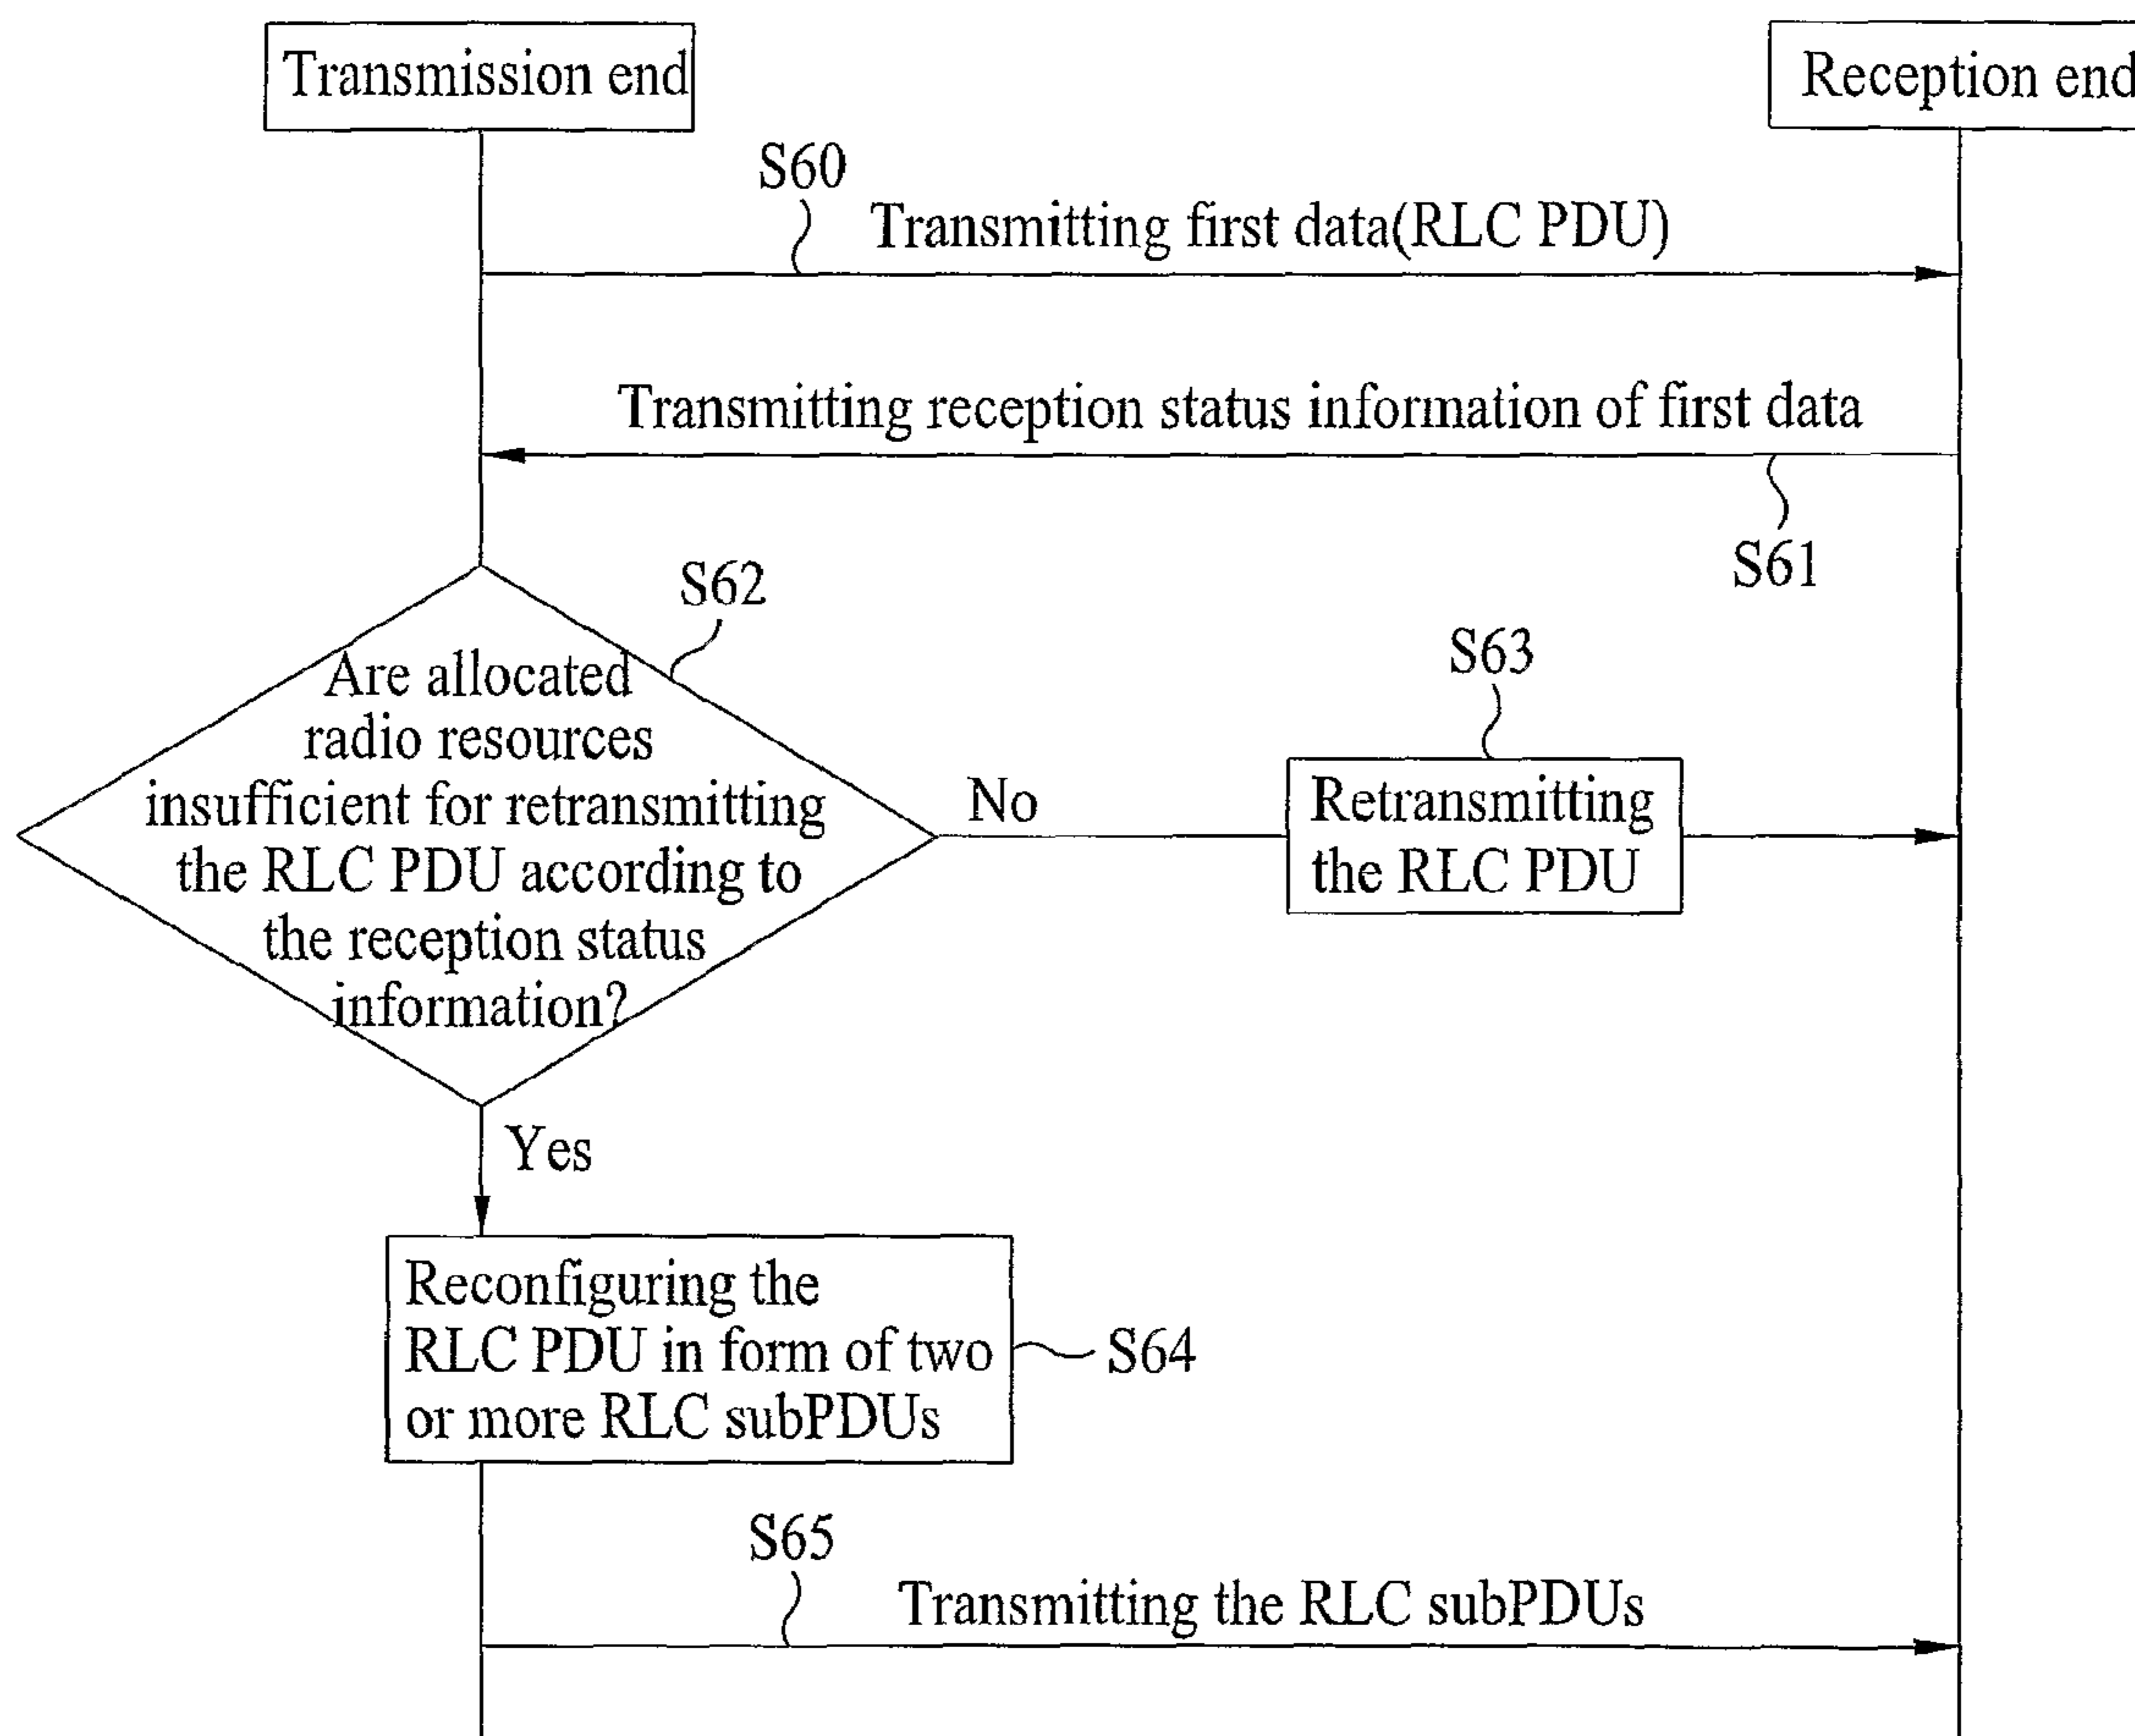 Transmission end
Reception end
S60
Transmitting first data(RLC PDU)
Transmitting reception status information of first data
S61
S62
Are allocated
radio resources
insufficient for retransmitting
the RLC PDU according to
the reception status
information?
No
S63
Retransmitting
the RLC PDU
Yes
Reconfiguring the
RLC PDU in form of two
or more RLC subPDUs
S64
S65
Transmitting the RLC subPDUs